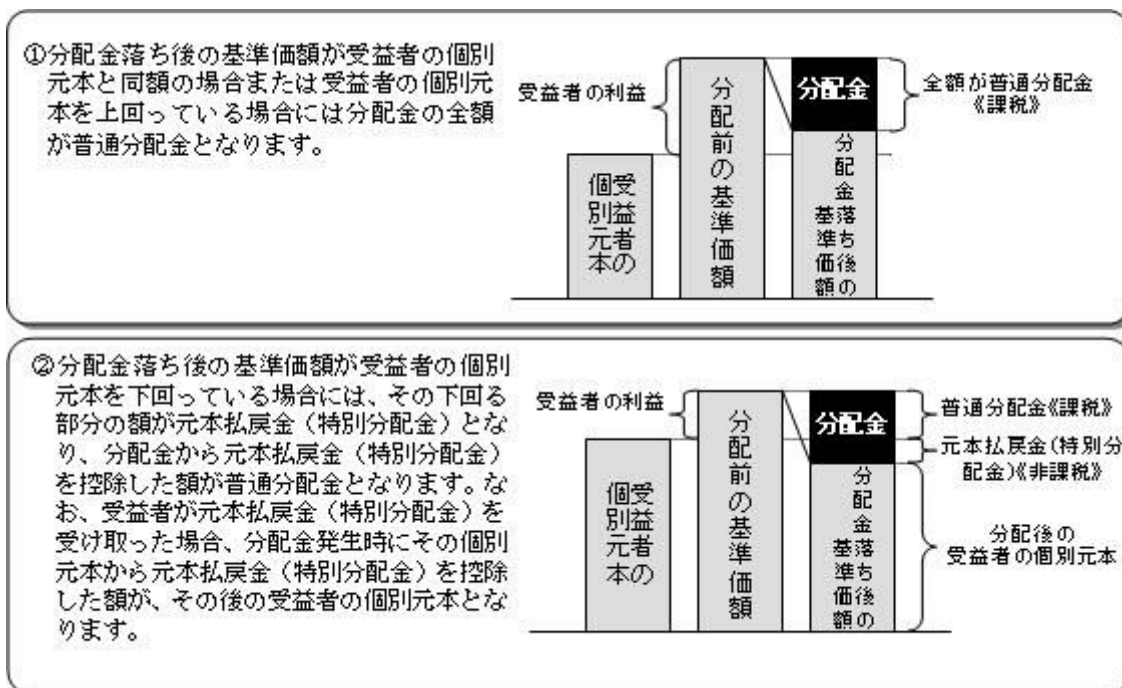 ①分配金落ち後の基準価額が受益者の個別
元本と同額の場合または受益者の個別元
本を上回っている場合には分配金の全額
が普通分配金となります。
受益者の利益
個別元本
受益者の
分配前の基準価額
分配金
分配金落ち後の
基準価額
全額が普通分配金
《課税》
②分配金落ち後の基準価額が受益者の個別
元本を下回っている場合には、その下回る
部分の額が元本払戻金（特別分配金）とな
り、分配金から元本払戻金（特別分配金）
を控除した額が普通分配金となります。な
お、受益者が元本払戻金（特別分配金）を
受け取った場合、分配金発生時にその個別
元本から元本払戻金（特別分配金）を控除
した額が、その後の受益者の個別元本とな
ります。
受益者の利益
受益者の
個別元本
分配前の基準価額
分配金
分配金落ち後の
基準価額
普通分配金《課税》
元本払戻金(特別分
配金)《非課税》
分配後の
受益者の個別元本